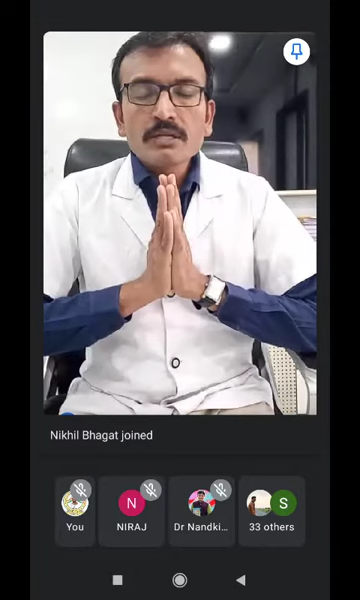 Nikhil Bhagat joined
You
N
NIRAJ
Dr Nandki...
S
33 others